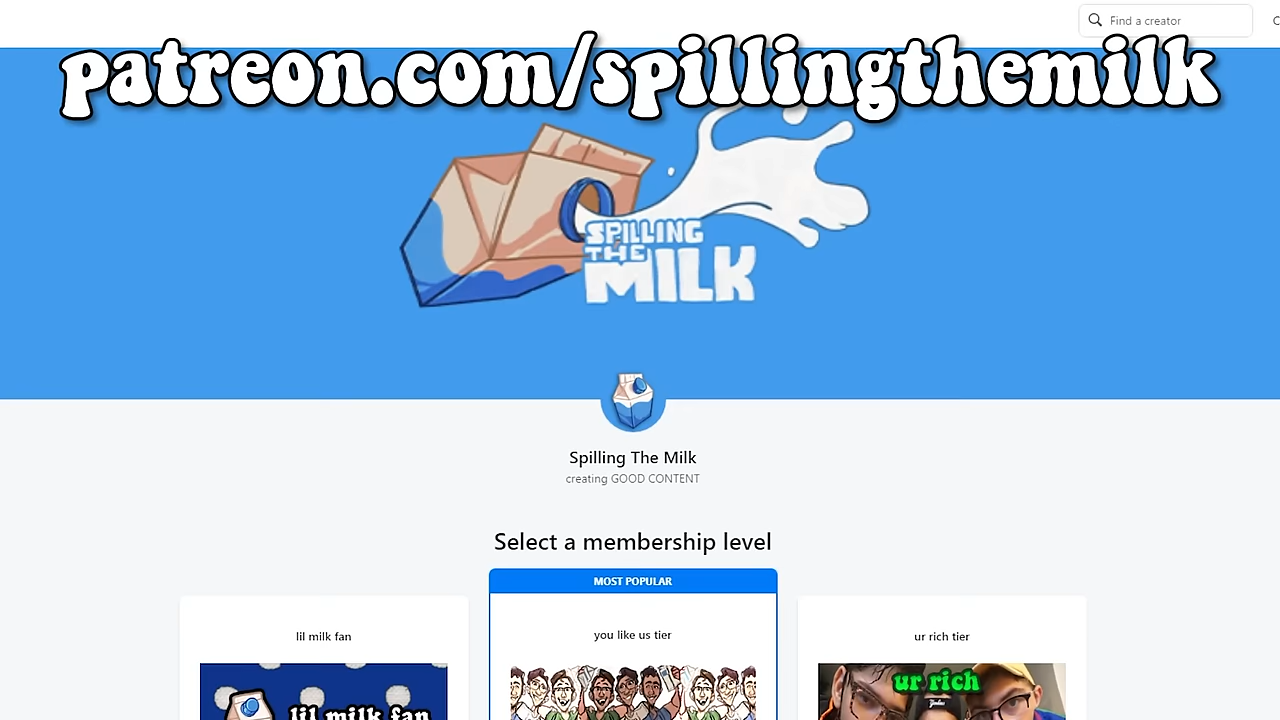 Find a creator
patreon.com/spillingthemilk
SPILLING
THE
MILK
Spilling The Milk
creating GOOD CONTENT
Select a membership level
MOST POPULAR
lil milk fan
you like us tier
ur rich tier
lil milk fan
ur rich